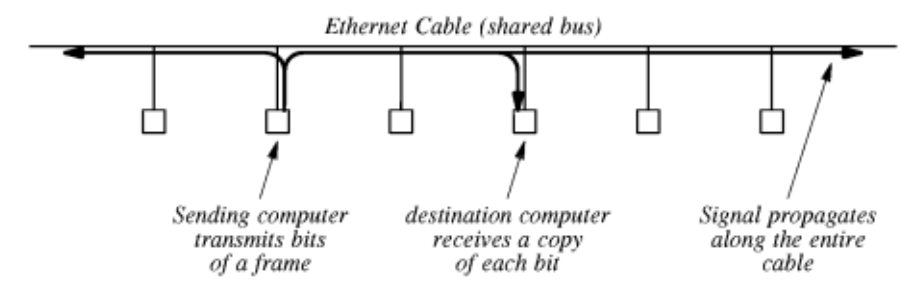 Ethernet Cable (shared bus)
Sending computer
transmits bits
of a frame
destination computer
receives a copy
of each bit
Signal propagates
along the entire
cable